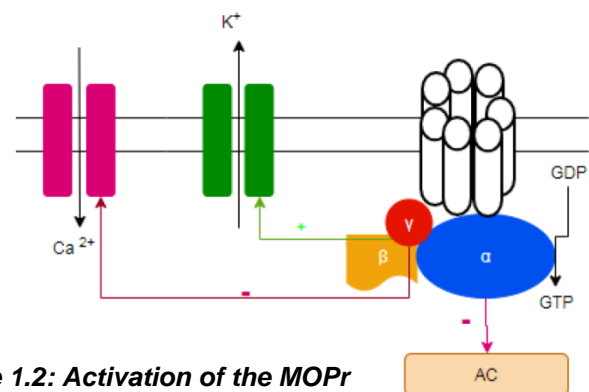 K+
GDP
Ca 2+
+
γ
β
α
-
GTP
-
1.2: Activation of the MOPr
AC